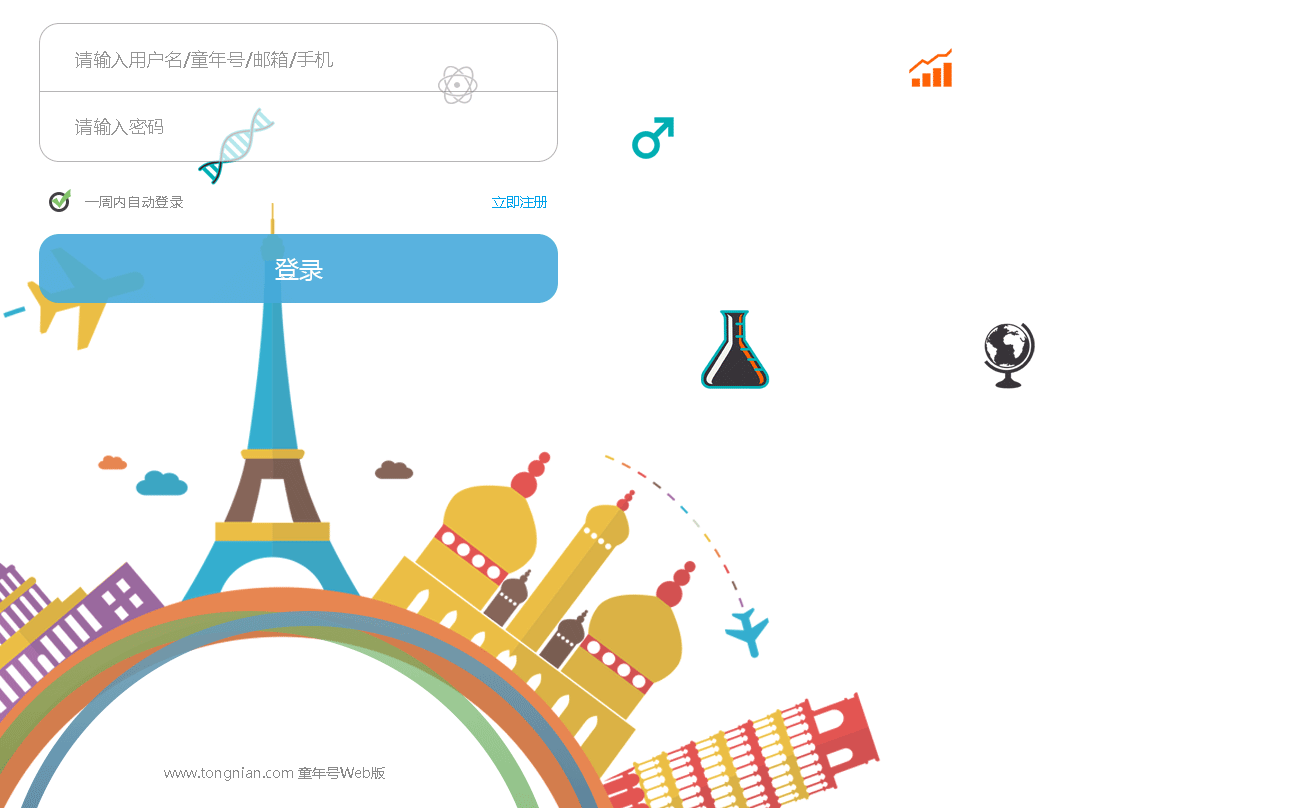 请输入用户名/童年号/邮箱/手机
请输入密码
一周内自动登录
立即注册
登录
www.tongnian.com 童年号Web版